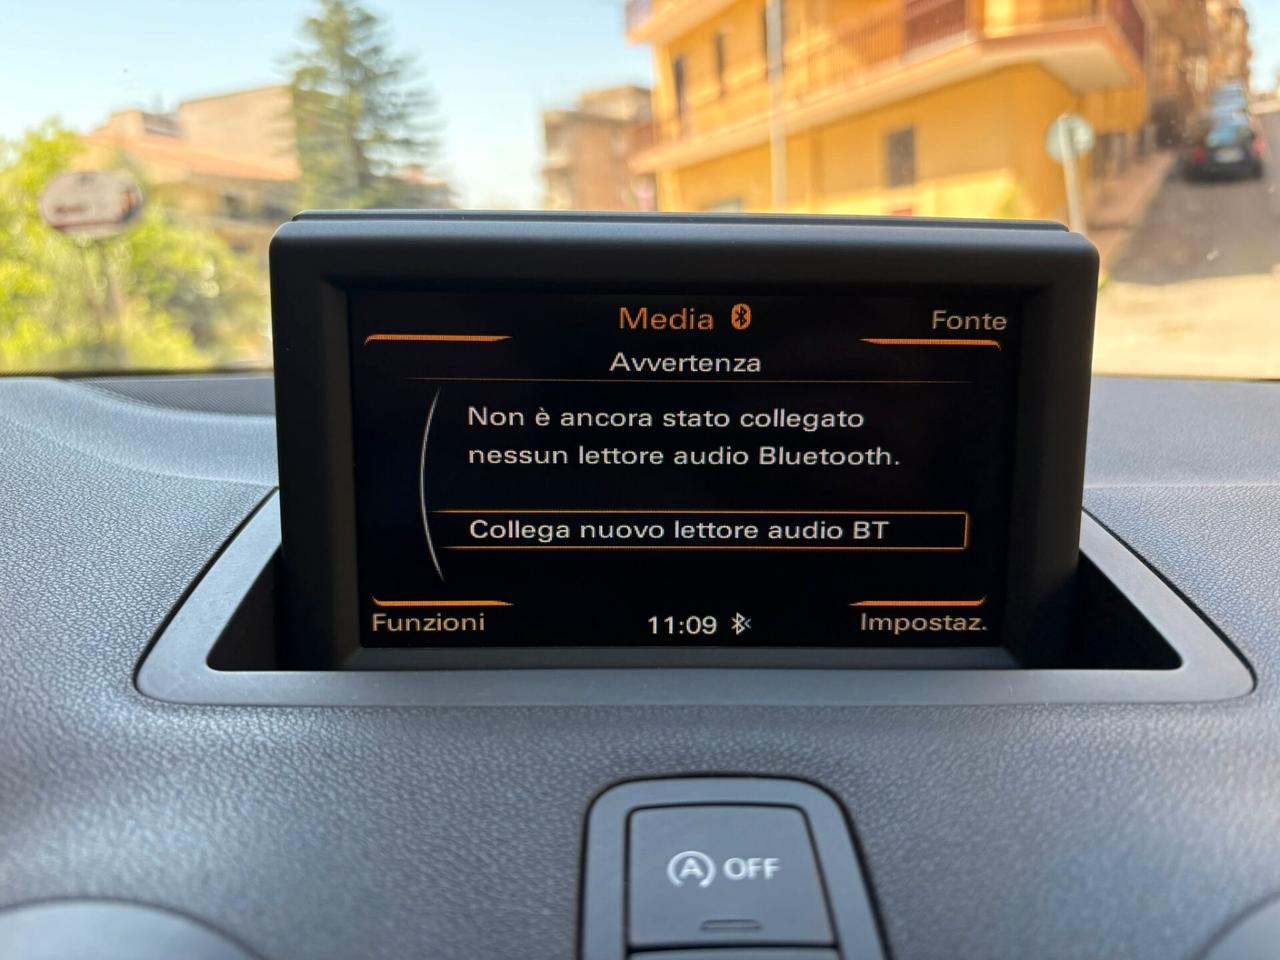 Media
Fonte
Avvertenza
Non è ancora stato collegato
nessun lettore audio Bluetooth.
Collega nuovo lettore audio BT
Funzioni
11:09
Impostaz.
A OFF